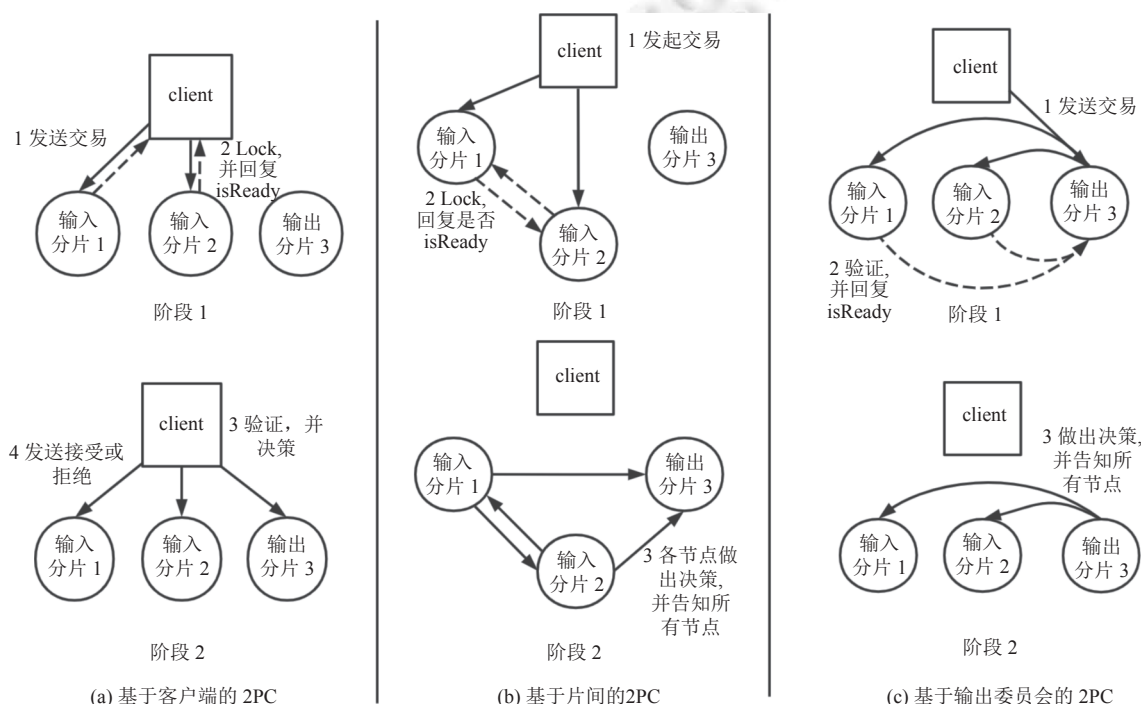 client
1 发送交易
2 Lock,
并回复
isReady
输入
分片 1
输入
分片 2
输出
分片 3
阶段 1
client
3 验证，并
决策
4 发送接受或
拒绝
输入
分片 1
输入
分片 2
输出
分片 3
阶段 2
(a) 基于客户端的 2PC
client
1 发起交易
输入
分片 1
输出
分片 3
2 Lock,
回复是否
isReady
输入
分片 2
阶段 1
client
输入
分片 1
输出
分片 3
输入
分片 2
3 各节点做
出决策,
并告知所
有节点
阶段 2
(b) 基于片间的2PC
client
1 发送交易
输入
分片 1
输入
分片 2
输出
分片 3
2 验证,
并回复
isReady
阶段 1
client
3 做出决策,
并告知所
有节点
输入
分片 1
输入
分片 2
输出
分片 3
阶段 2
(c) 基于输出委员会的 2PC